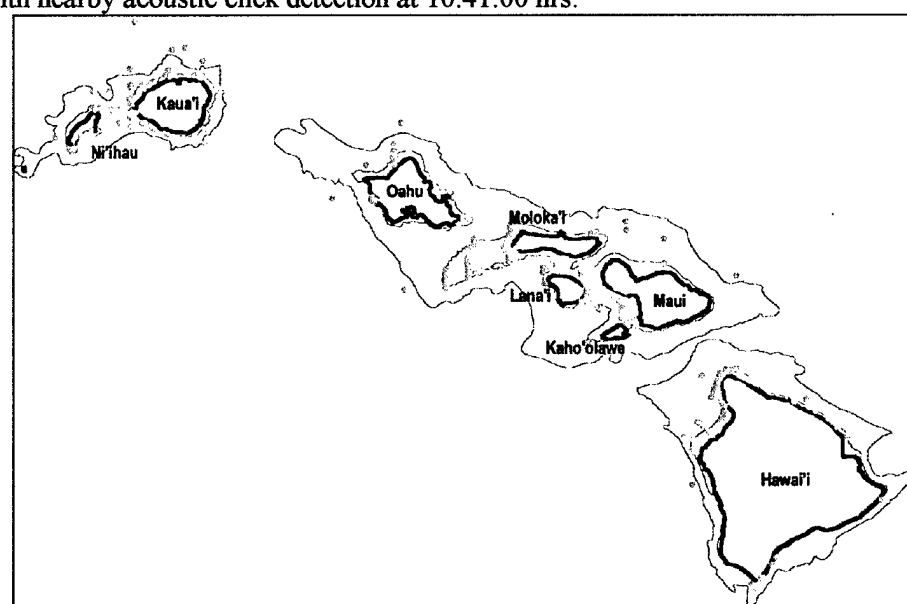 nearby acoustic click detection at 10:41:00 hrs.
Kaua'i
Ni'ihau
Oahu
Moloka'i
Lana'i
Maui
Kaho'olawe
Hawai'i